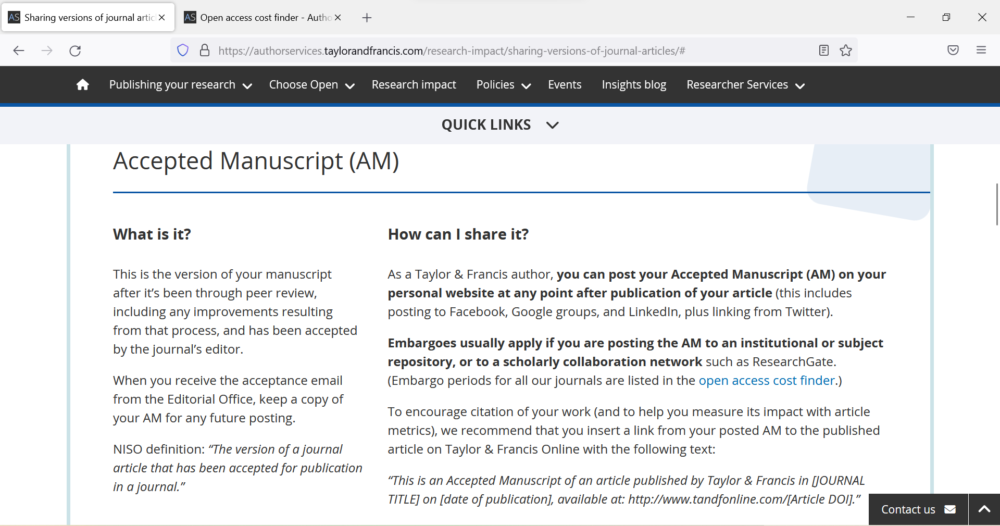 AS Sharing versions of journal artic
AS Open access cost finder - Autho
https://authorservices.taylorandfrancis.com/research-impact/sharing-versions-of-journal-articles/#
Publishing your research Choose Open Research impact Policies Events Insights blog Researcher Services
QUICK LINKS
Accepted Manuscript (AM)
What is it?
This is the version of your manuscript
after it’s been through peer review,
including any improvements resulting
from that process, and has been accepted
by the journal’s editor.
When you receive the acceptance email
from the Editorial Office, keep a copy of
your AM for any future posting.
NISO definition: “The version of a journal
article that has been accepted for publication
in a journal.”
How can I share it?
As a Taylor & Francis author, you can post your Accepted Manuscript (AM) on your
personal website at any point after publication of your article (this includes
posting to Facebook, Google groups, and LinkedIn, plus linking from Twitter).
Embargoes usually apply if you are posting the AM to an institutional or subject
repository, or to a scholarly collaboration network such as ResearchGate.
(Embargo periods for all our journals are listed in the open access cost finder.)
To encourage citation of your work (and to help you measure its impact with article
metrics), we recommend that you insert a link from your posted AM to the published
article on Taylor & Francis Online with the following text:
“This is an Accepted Manuscript of an article published by Taylor & Francis in [JOURNAL
TITLE] on [date of publication], available at: http://www.tandfonline.com/[Article DOI].”
Contact us